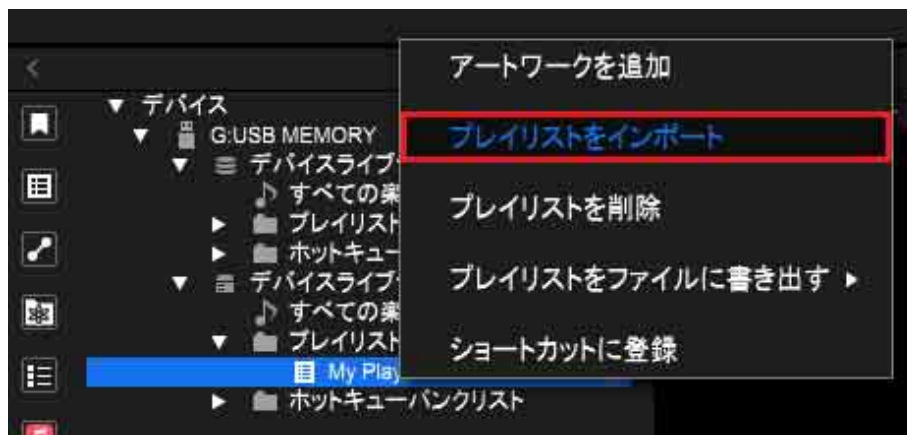 デバイス
G:USB MEMORY
デバイスライブ
すべての楽
プレイリスト
ホットキュー
デバイスライブ
すべての楽
プレイリスト
My Play
ホットキューバンクリスト
アートワークを追加
プレイリストをインポート
プレイリストを削除
プレイリストをファイルに書き出す
ショートカットに登録